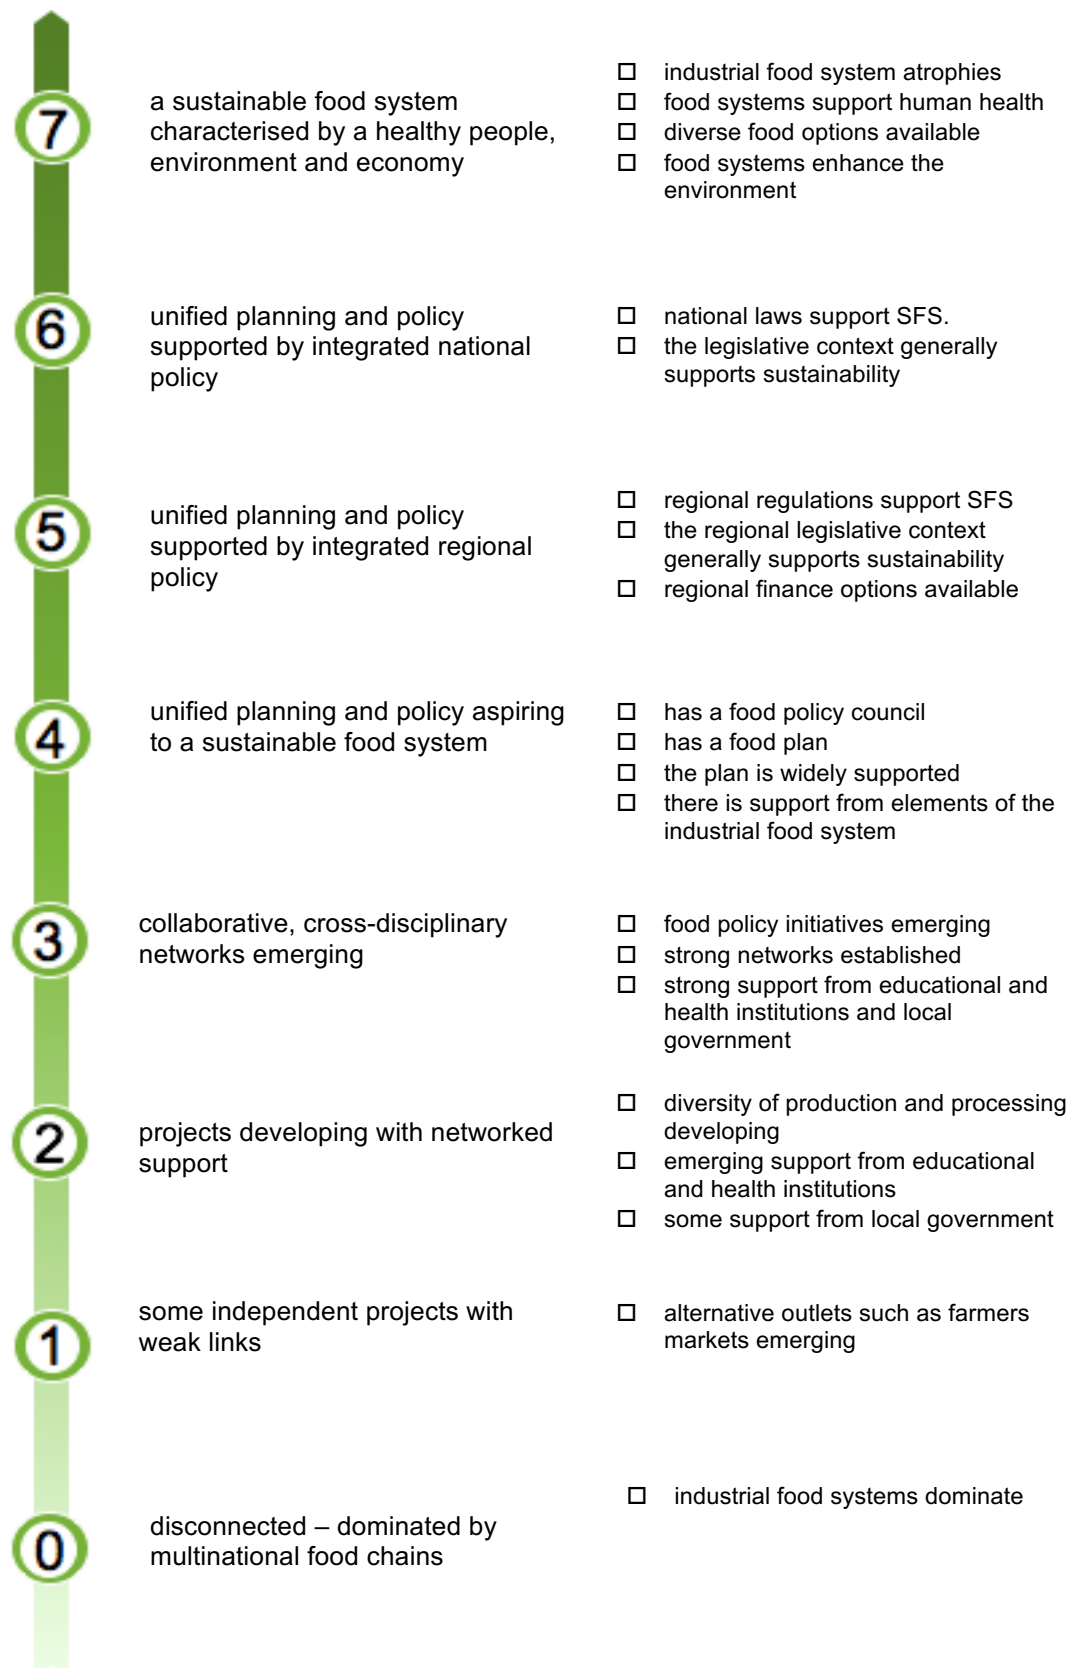 7
a sustainable food system
characterised by a healthy people,
environment and economy
industrial food system atrophies
food systems support human health
diverse food options available
food systems enhance the
environment
6
unified planning and policy
supported by integrated national
policy
national laws support SFS.
the legislative context generally
supports sustainability
5
unified planning and policy
supported by integrated regional
policy
regional regulations support SFS
the regional legislative context
generally supports sustainability
regional finance options available
4
unified planning and policy aspiring
to a sustainable food system
has a food policy council
has a food plan
the plan is widely supported
there is support from elements of the
industrial food system
3
collaborative, cross-disciplinary
networks emerging
food policy initiatives emerging
strong networks established
strong support from educational and
health institutions and local
government
2
projects developing with networked
support
diversity of production and processing
developing
emerging support from educational
and health institutions
some support from local government
1
some independent projects with
weak links
alternative outlets such as farmers
markets emerging
0
disconnected – dominated by
multinational food chains
industrial food systems dominate